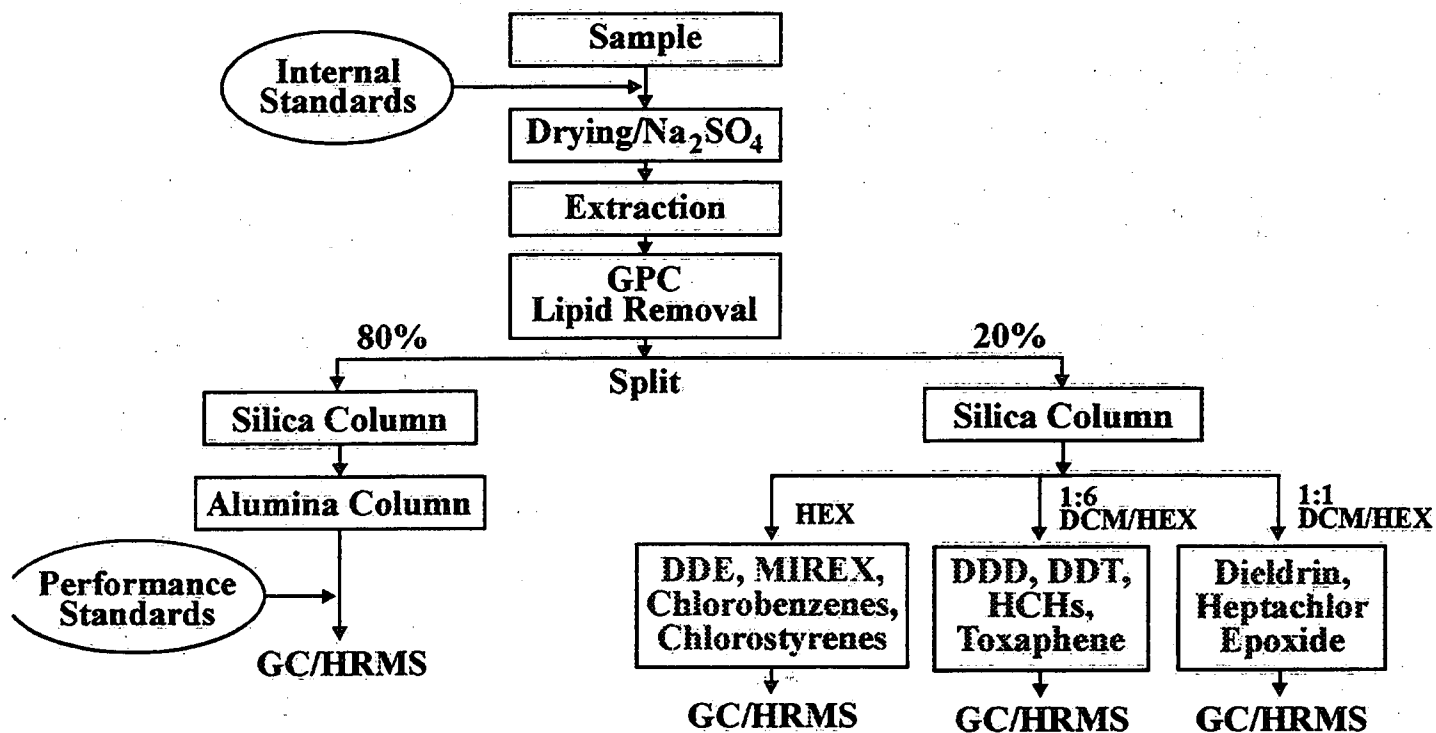 Sample
Internal
Standards
Drying/Na₂SO₄
Extraction
GPC
Lipid Removal
80%
20%
Split
Silica Column
Silica Column
Alumina Column
HEX
1:6
DCM/HEX
1:1
DCM/HEX
Performance
Standards
DDE, MIREX,
Chlorobenzenes,
Chlorostyrenes
DDD, DDT,
HCHs,
Toxaphene
Dieldrin,
Heptachlor
Epoxide
GC/HRMS
GC/HRMS
GC/HRMS
GC/HRMS